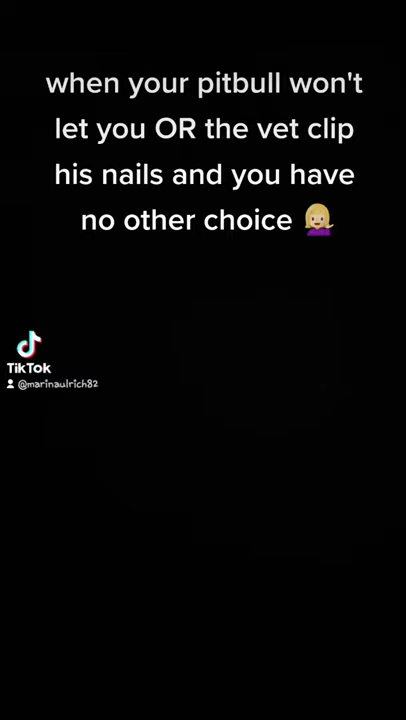 when your pitbull won't
let you OR the vet clip
his nails and you have
no other choice 💁🏼‍♀️
TikTok
@marinaulrich82